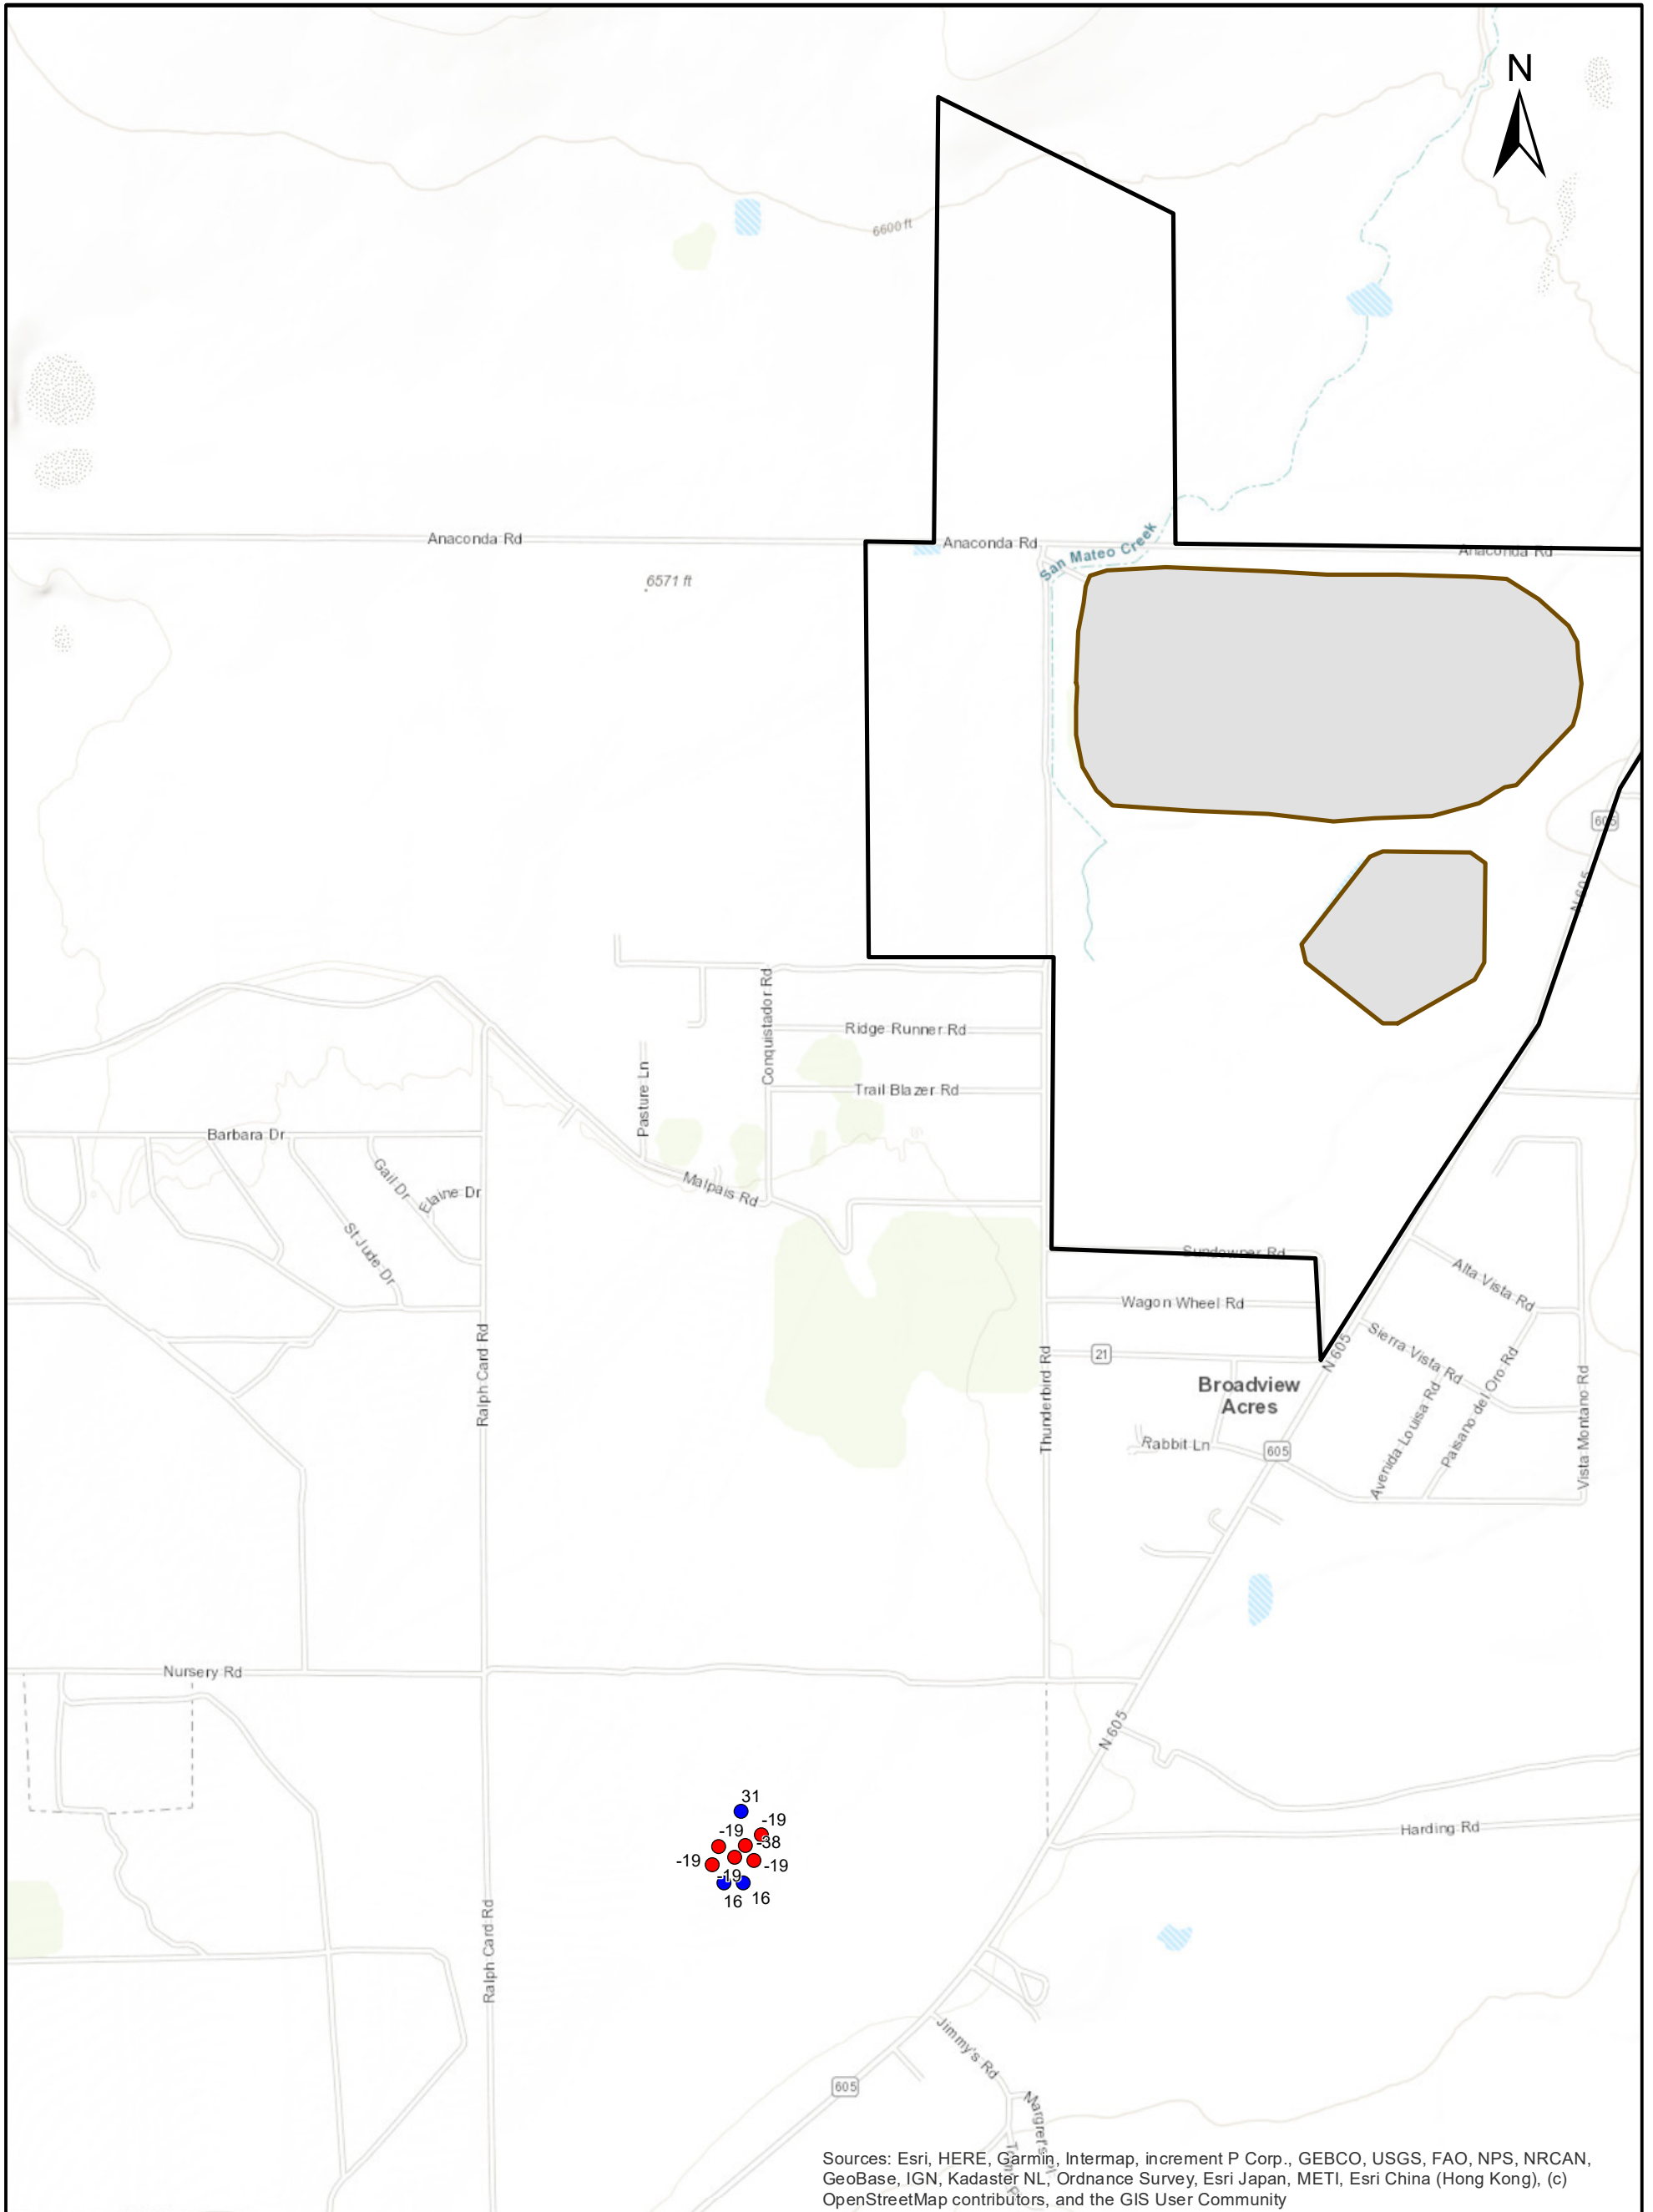 N
6600 ft
Anaconda Rd
Anaconda Rd
San Mateo Creek
Anaconda Rd
6571 ft
605
N 605
Conquistador Rd
Ridge Runner Rd
Pasture Ln
Trail Blazer Rd
Barbara Dr
Gail Dr
Elaine Dr
Malpais Rd
St Jude Dr
Sundowner Rd
Alta Vista Rd
Wagon Wheel Rd
Sierra Vista Rd
N 605
21
Ralph Card Rd
Thunderbird Rd
Broadview
Acres
Paisano del Oro Rd
Avenida Louisa Rd
Vista Montano Rd
Rabbit Ln
605
Nursery Rd
N 605
31
-19
-19
-38
-19
-19
-19
16
16
Harding Rd
Ralph Card Rd
Jimmy's Rd
605
Sources: Esri, HERE, Garmin, Intermap, increment P Corp., GEBCO, USGS, FAO, NPS, NRCAN,
GeoBase, IGN, Kadaster NL, Ordnance Survey, Esri Japan, METI, Esri China (Hong Kong), (c)
OpenStreetMap contributors, and the GIS User Community